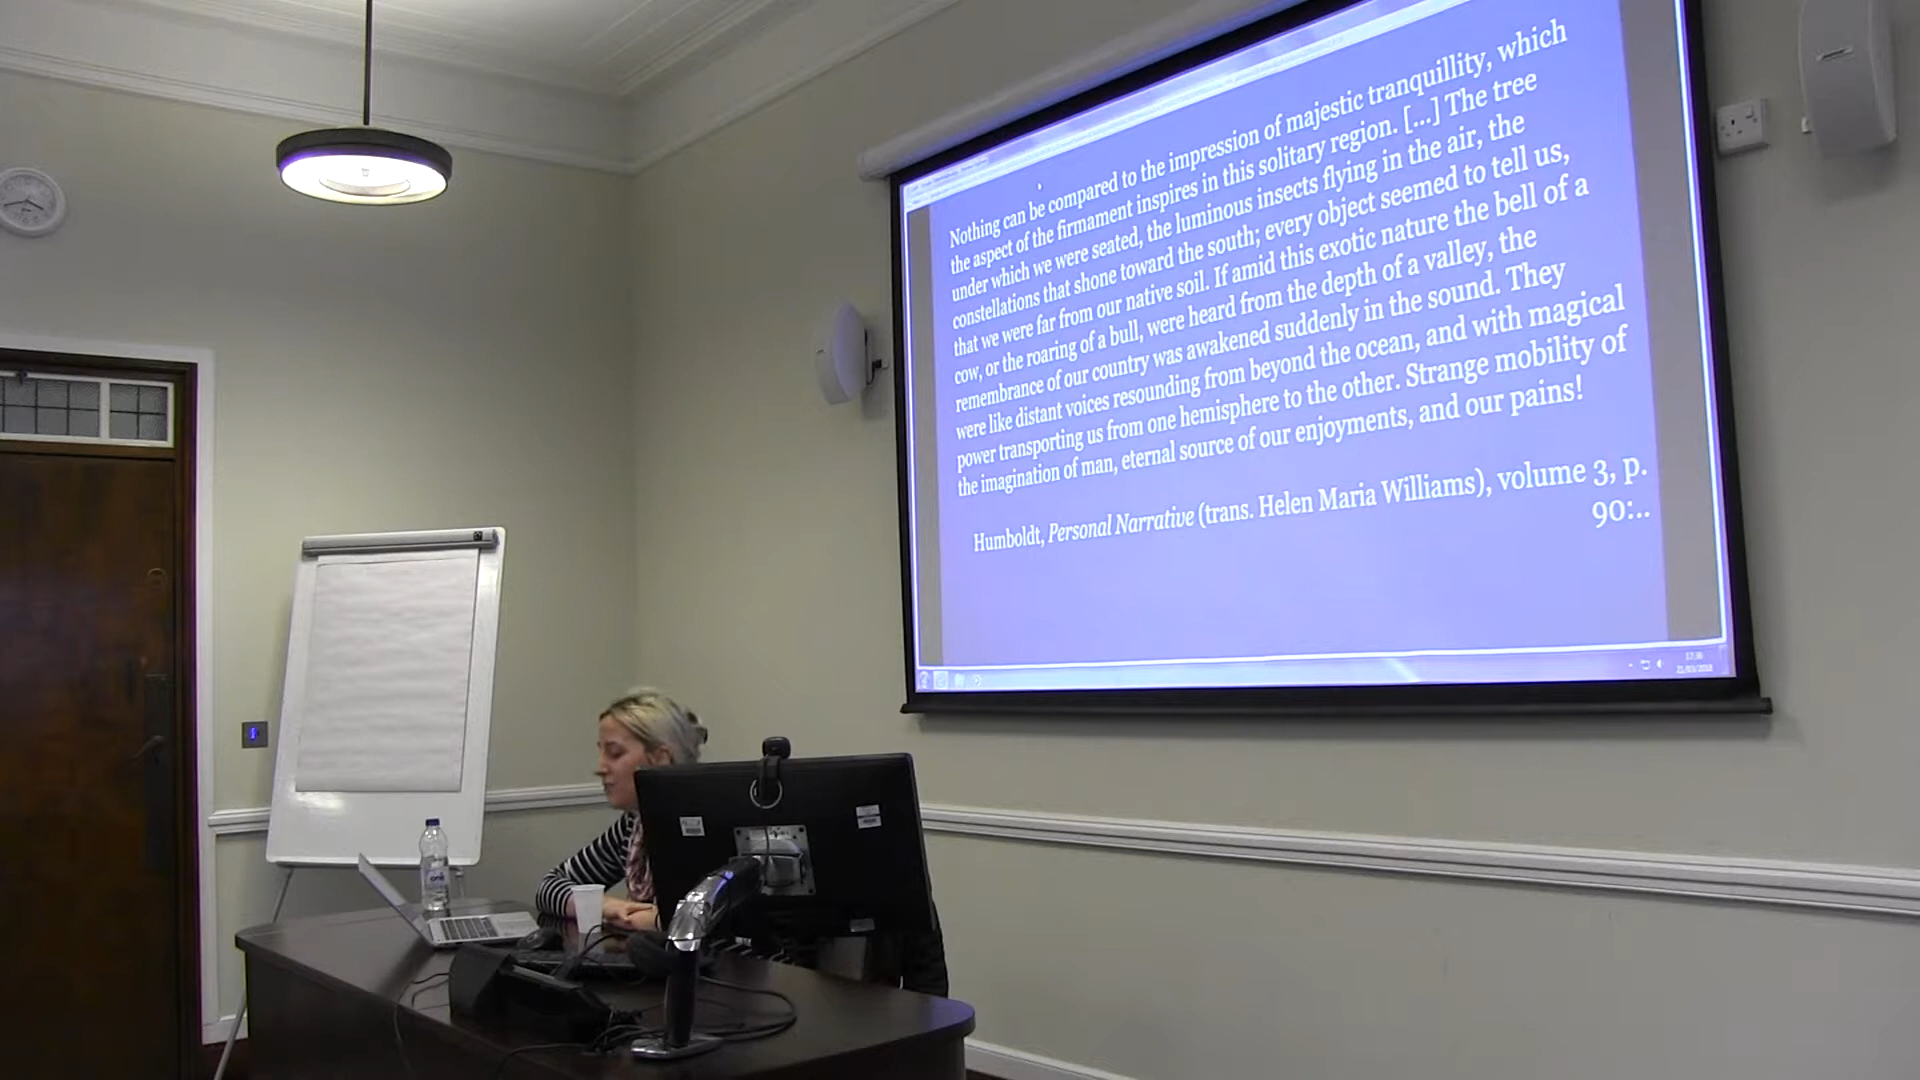 Nothing can be compared to the impression of majestic tranquillity, which
the aspect of the firmament inspires in this solitary region. [...] The tree
under which we were seated, the luminous insects flying in the air, the
constellations that shone toward the south; every object seemed to tell us,
that we were far from our native soil. If amid this exotic nature the bell of a
cow, or the roaring of a bull, were heard from the depth of a valley, the
remembrance of our country was awakened suddenly in the sound. They
were like distant voices resounding from beyond the ocean, and with magical
power transporting us from one hemisphere to the other. Strange mobility of
the imagination of man, eternal source of our enjoyments, and our pains!
Humboldt, Personal Narrative (trans. Helen Maria Williams), volume 3, p.
90:..
17:36
21/03/2018
one